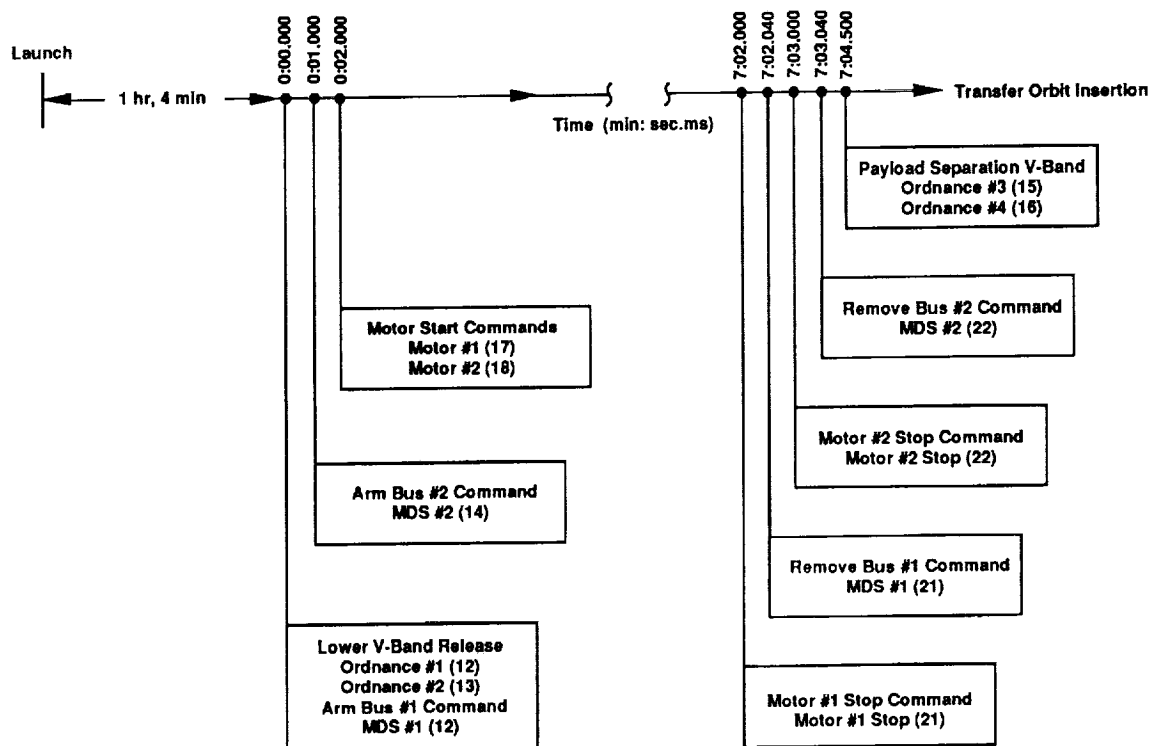 Launch
1 hr, 4 min
0:00.000
0:01.000
0:02.000
Time (min: sec.ms)
7:02.000
7:02.040
7:03.000
7:03.040
7:04.500
Transfer Orbit Insertion
Payload Separation V-Band
Ordnance #3 (15)
Ordnance #4 (16)
Remove Bus #2 Command
MDS #2 (22)
Motor Start Commands
Motor #1 (17)
Motor #2 (18)
Motor #2 Stop Command
Motor #2 Stop (22)
Arm Bus #2 Command
MDS #2 (14)
Remove Bus #1 Command
MDS #1 (21)
Lower V-Band Release
Ordnance #1 (12)
Ordnance #2 (13)
Arm Bus #1 Command
MDS #1 (12)
Motor #1 Stop Command
Motor #1 Stop (21)